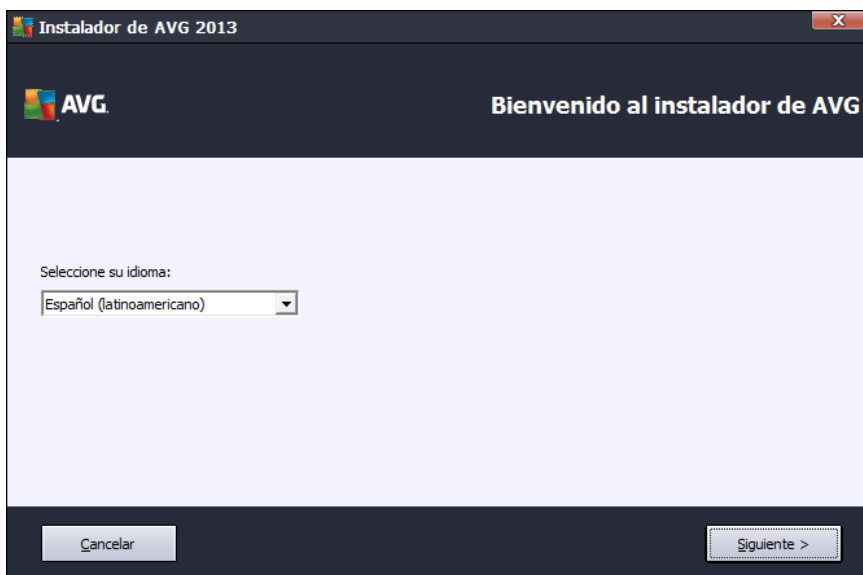 Instalador de AVG 2013
AVG.
Bienvenido al instalador de AVG
Seleccione su idioma:
Español (latinoamericano)
Cancelar
Siguiente >